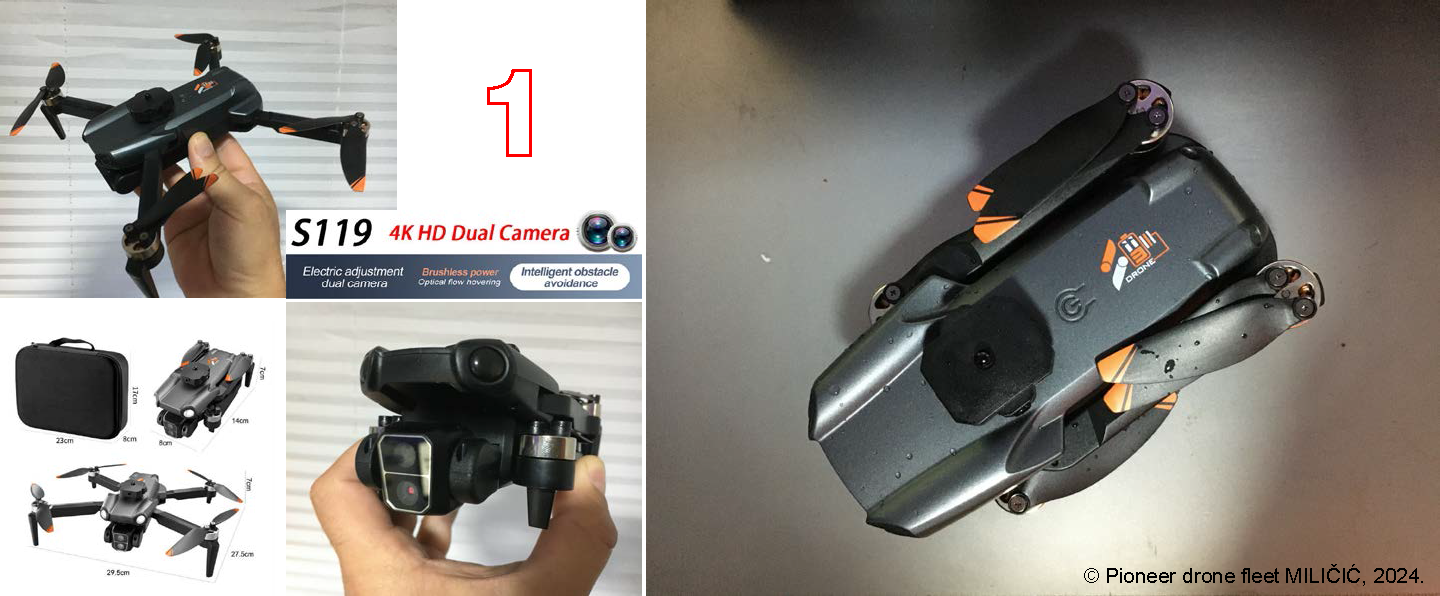 1
S119 4K HD Dual Camera
Electric adjustment
dual camera
Brushless power
Optical flow hovering
Intelligent obstacle
avoidance
DRONE
17cm
23cm
8cm
7cm
14cm
8cm
7cm
27.5cm
29.5cm
© Pioneer drone fleet MILIČIĆ, 2024.